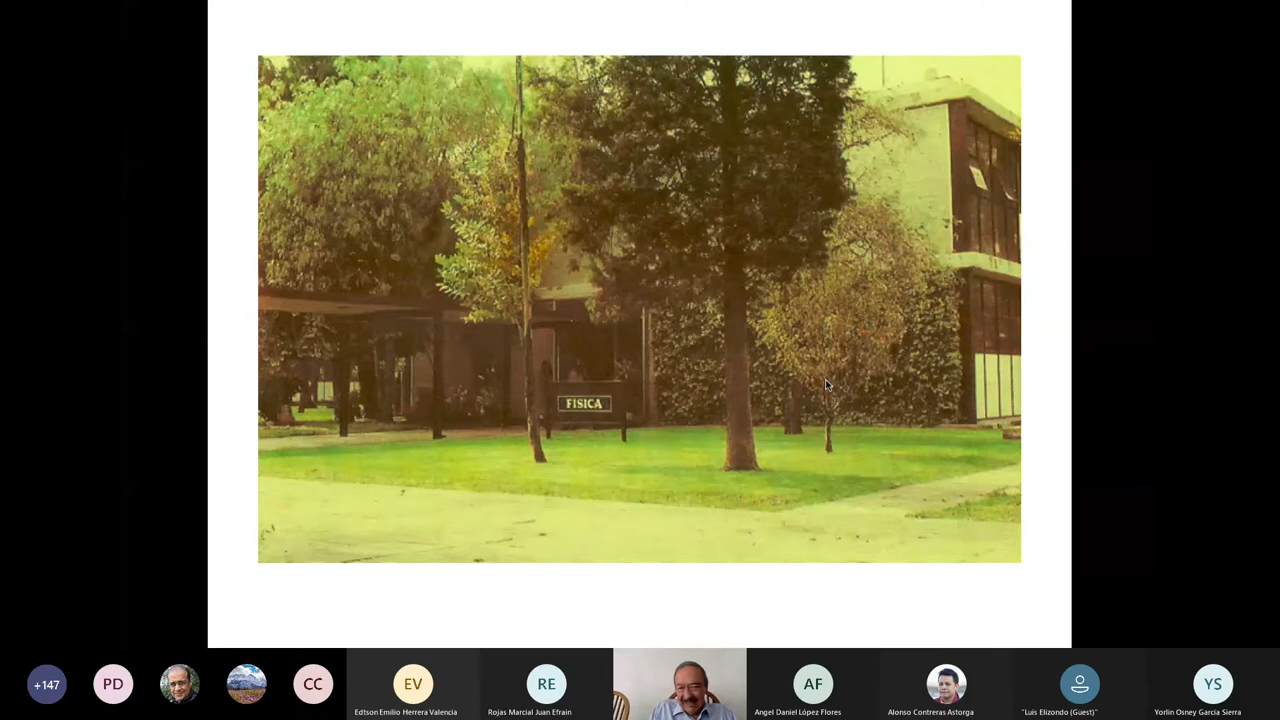 FISICA
+147
PD
CC
EV
RE
AF
YS
Edtson Emilio Herrera Valencia
Rojas Marcial Juan Efrain
Angel Daniel López Flores
Alonso Contreras Astorga
"Luis Elizondo (Guest)"
Yorlin Osney Garcia Sierra